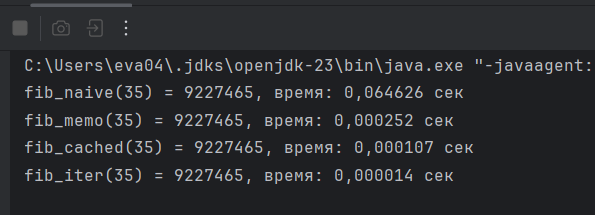 C:\Users\eva04\.jdks\openjdk-23\bin\java.exe "-javaagent:
fib_naive(35) = 9227465, время: 0,064626 сек
fib_memo(35) = 9227465, время: 0,000252 сек
fib_cached(35) = 9227465, время: 0,000107 сек
fib_iter(35) = 9227465, время: 0,000014 сек